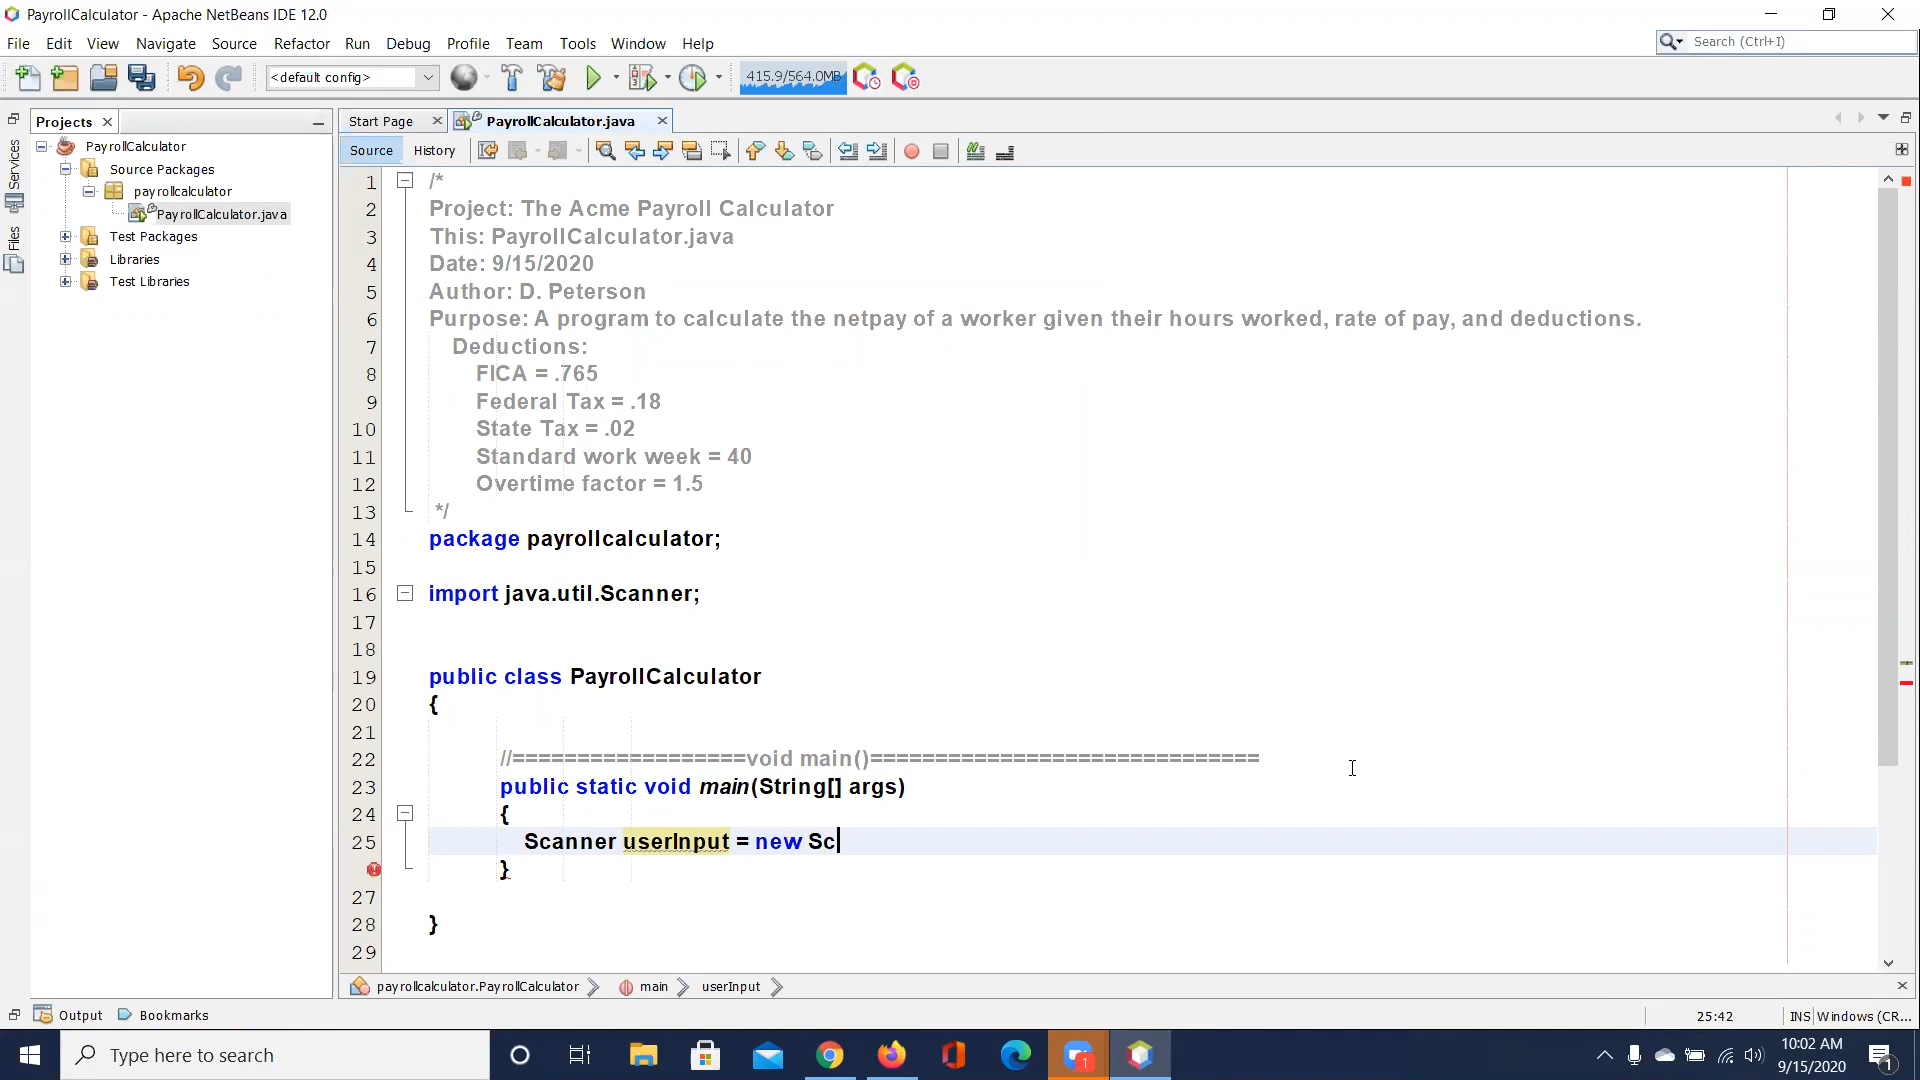 PayrollCalculator - Apache NetBeans IDE 12.0
File Edit View Navigate Source Refactor Run Debug Profile Team Tools Window Help
Search (Ctrl+I)
<default config>
415.9/564.0MB
Projects
Start Page
PayrollCalculator.java
Services
Files
PayrollCalculator
Source Packages
payrollcalculator
PayrollCalculator.java
Test Packages
Libraries
Test Libraries
Source History
1 /*
2 Project: The Acme Payroll Calculator
3 This: PayrollCalculator.java
4 Date: 9/15/2020
5 Author: D. Peterson
6 Purpose: A program to calculate the netpay of a worker given their hours worked, rate of pay, and deductions.
7 Deductions:
8 FICA = .765
9 Federal Tax = .18
10 State Tax = .02
11 Standard work week = 40
12 Overtime factor = 1.5
13 */
14 package payrollcalculator;
15
16 import java.util.Scanner;
17
18
19 public class PayrollCalculator
20 {
21
22 //==================void main()==============================
23 public static void main(String[] args)
24 {
25 Scanner userInput = new Sc
}
27
28 }
29
payrollcalculator.PayrollCalculator main userInput
Output Bookmarks
25:42 INS Windows (CR...
Type here to search
1
10:02 AM
9/15/2020
1